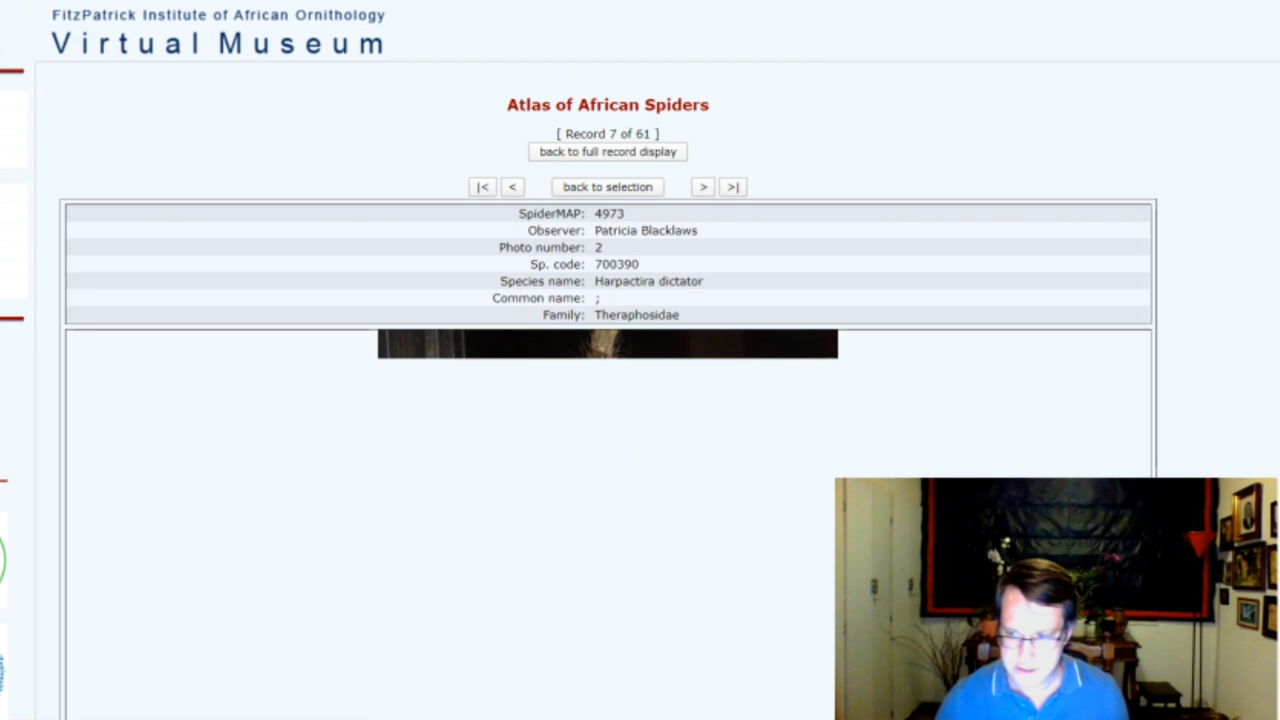 FitzPatrick Institute of African Ornithology
Virtual Museum
Atlas of African Spiders
[ Record 7 of 61 ]
back to full record display
|< < back to selection > >|
SpiderMAP: 4973
Observer: Patricia Blacklaws
Photo number: 2
Sp. code: 700390
Species name: Harpactira dictator
Common name: ;
Family: Theraphosidae